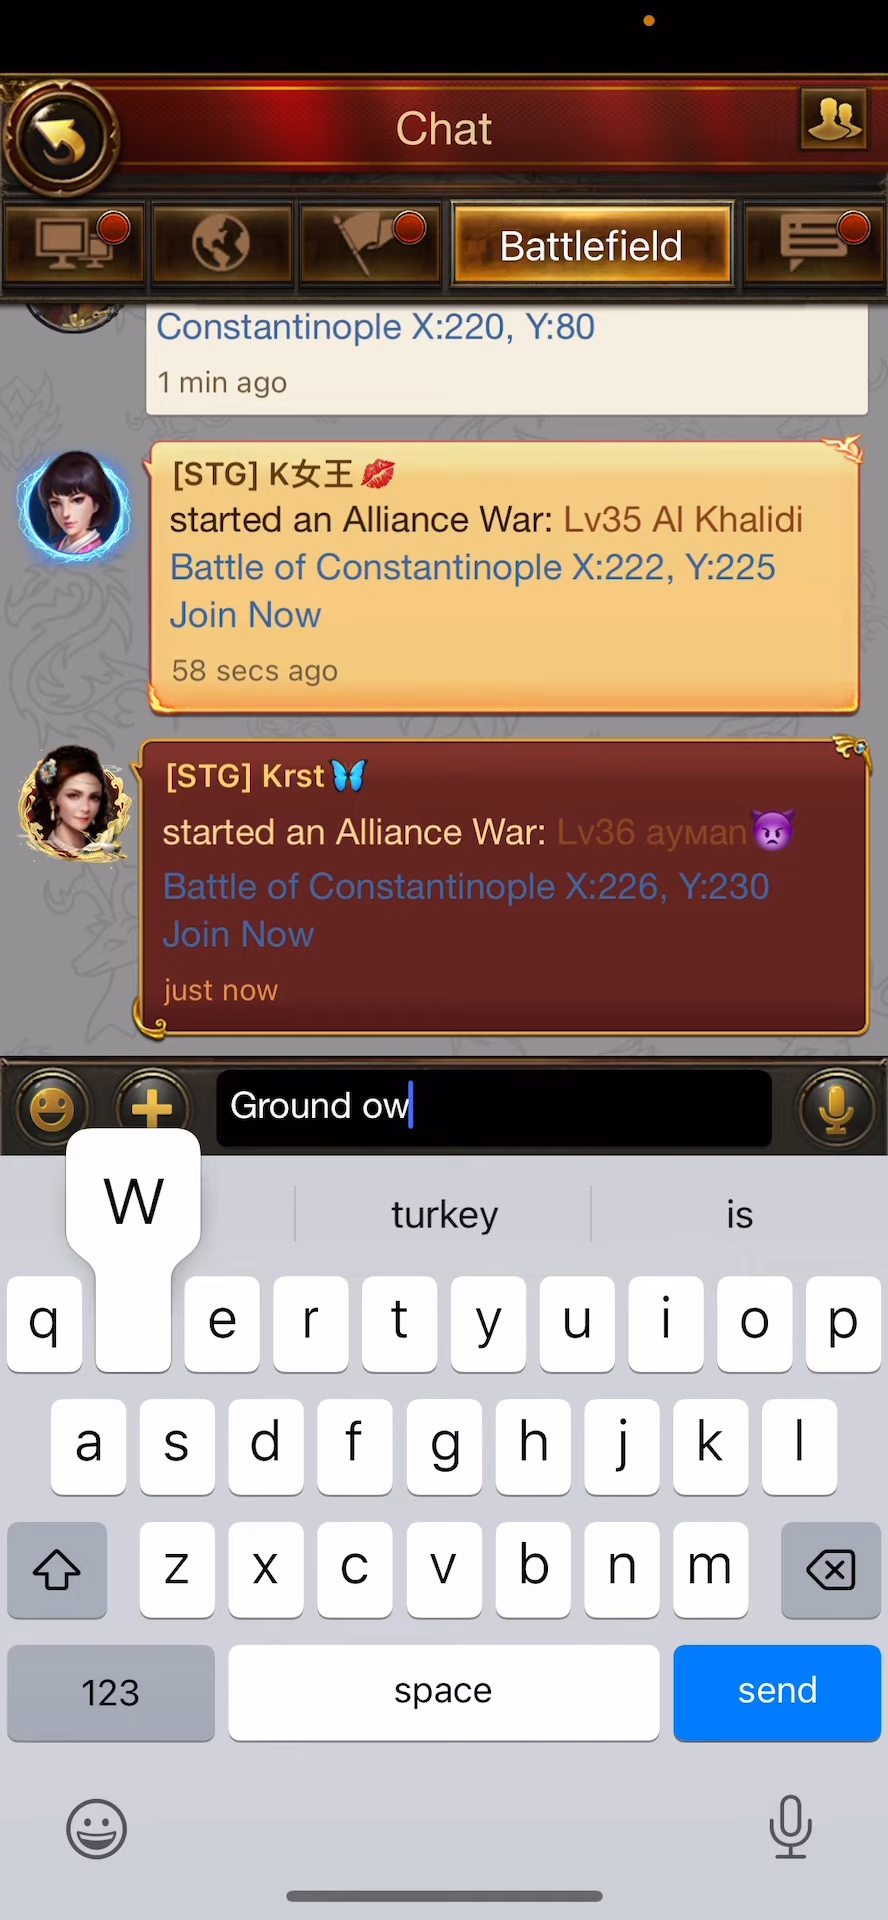 Chat
Battlefield
Constantinople X:220, Y:80
1 min ago
[STG] K女王💋
started an Alliance War: Lv35 Al Khalidi
Battle of Constantinople X:222, Y:225
Join Now
58 secs ago
[STG] Krst🦋
started an Alliance War: Lv36 ayмan👿
Battle of Constantinople X:226, Y:230
Join Now
just now
Ground ow
W
turkey is
q e r t y u i o p
a s d f g h j k l
z x c v b n m
123 space send